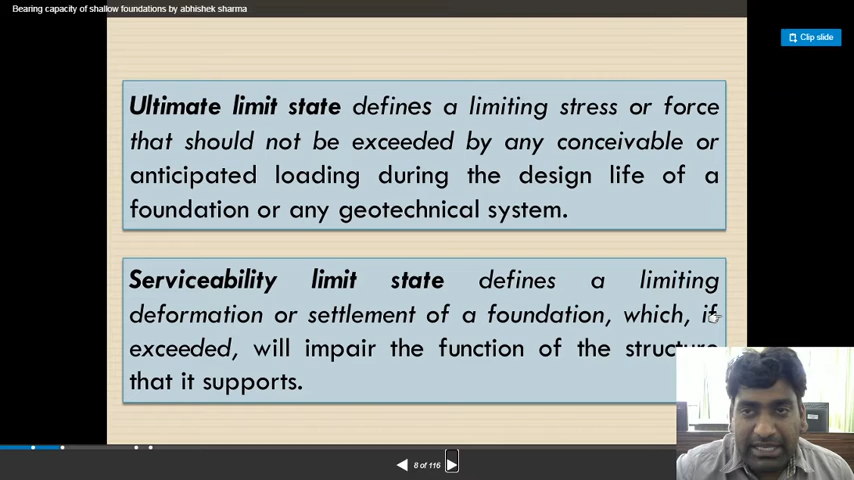 Bearing capacity of shallow foundations by abhishek sharma
Clip slide
Ultimate limit state defines a limiting stress or force
that should not be exceeded by any conceivable or
anticipated loading during the design life of a
foundation or any geotechnical system.
Serviceability limit state defines a limiting
deformation or settlement of a foundation, which, if
exceeded, will impair the function of the structure
that it supports.
8 of 116